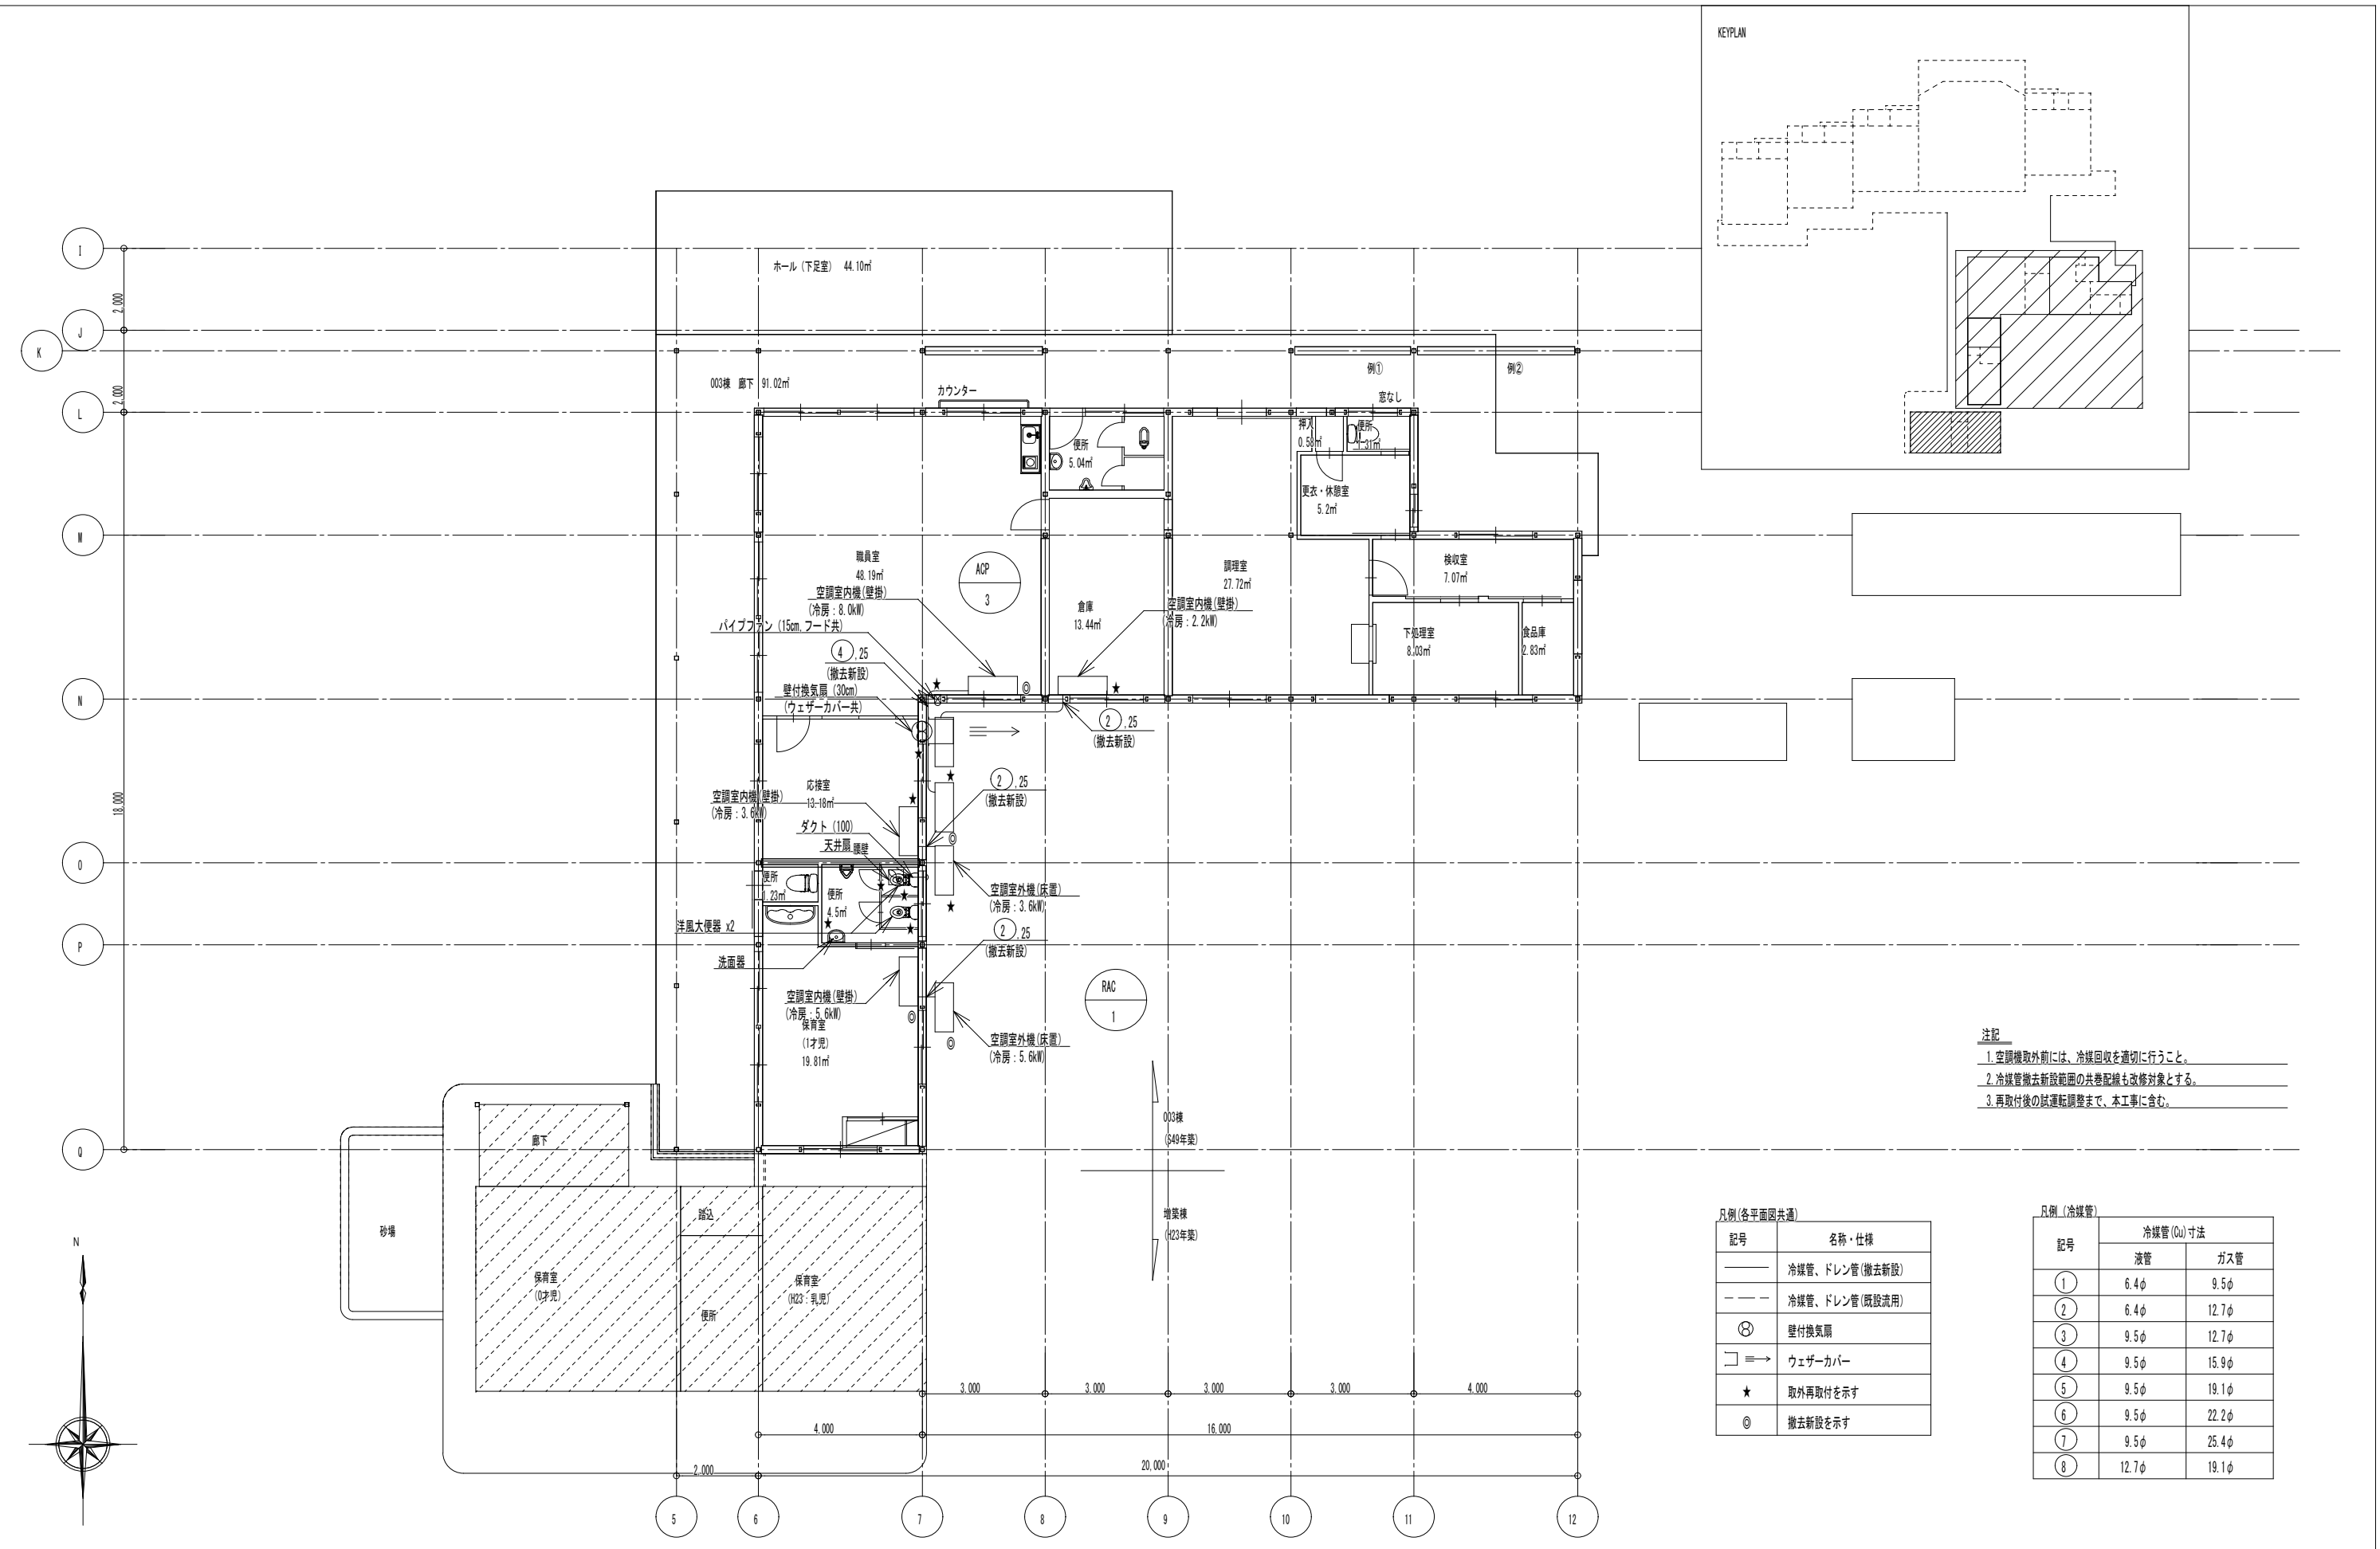 KEYPLAN
I
J
K
L
M
N
O
P
Q
2.000
2.000
18.000
ホール (下足室) 44.10㎡
003棟 廊下 91.02㎡
カウンター
例①
例②
窓なし
押入
便所
1.31㎡
便所
5.04㎡
更衣・休憩室
5.2㎡
職員室
48.19㎡
空調室内機(壁掛)
(冷房：8.0kW)
ACP
3
調理室
27.72㎡
検収室
7.07㎡
倉庫
13.44㎡
空調室内機(壁掛)
(冷房：2.2kW)
下処理室
8.03㎡
食品庫
2.83㎡
パイプファン (15cm,フード共)
4 ,25
(撤去新設)
壁付換気扇 (30cm)
(ウェザーカバー共)
2 ,25
(撤去新設)
応接室
13.18㎡
空調室内機(壁掛)
(冷房：3.6kW)
2 ,25
(撤去新設)
ダクト (100)
天井扇
腰壁
便所
1.23㎡
便所
4.5㎡
空調室外機(床置)
(冷房：3.6kW)
洋風大便器 x2
2 ,25
(撤去新設)
洗面器
空調室内機(壁掛)
(冷房：5.6kW)
保育室
(1才児)
19.81㎡
RAC
1
空調室外機(床置)
(冷房：5.6kW)
003棟
(S49年築)
増築棟
(H23年築)
廊下
砂場
踏込
保育室
(0才児)
便所
保育室
(H23：乳児)
N
3.000
3.000
3.000
3.000
4.000
4.000
16.000
2.000
20,000
5
6
7
8
9
10
11
12
注記
1.空調機取外前には、冷媒回収を適切に行うこと。
2.冷媒管撤去新設範囲の共巻配線も改修対象とする。
3.再取付後の試運転調整まで、本工事に含む。
凡例(各平面図共通)
記号 名称・仕様
冷媒管、ドレン管(撤去新設)
冷媒管、ドレン管(既設流用)
壁付換気扇
ウェザーカバー
★ 取外再取付を示す
◎ 撤去新設を示す
凡例 (冷媒管)
記号 冷媒管(Cu)寸法
液管 ガス管
1 6.4φ 9.5φ
2 6.4φ 12.7φ
3 9.5φ 12.7φ
4 9.5φ 15.9φ
5 9.5φ 19.1φ
6 9.5φ 22.2φ
7 9.5φ 25.4φ
8 12.7φ 19.1φ